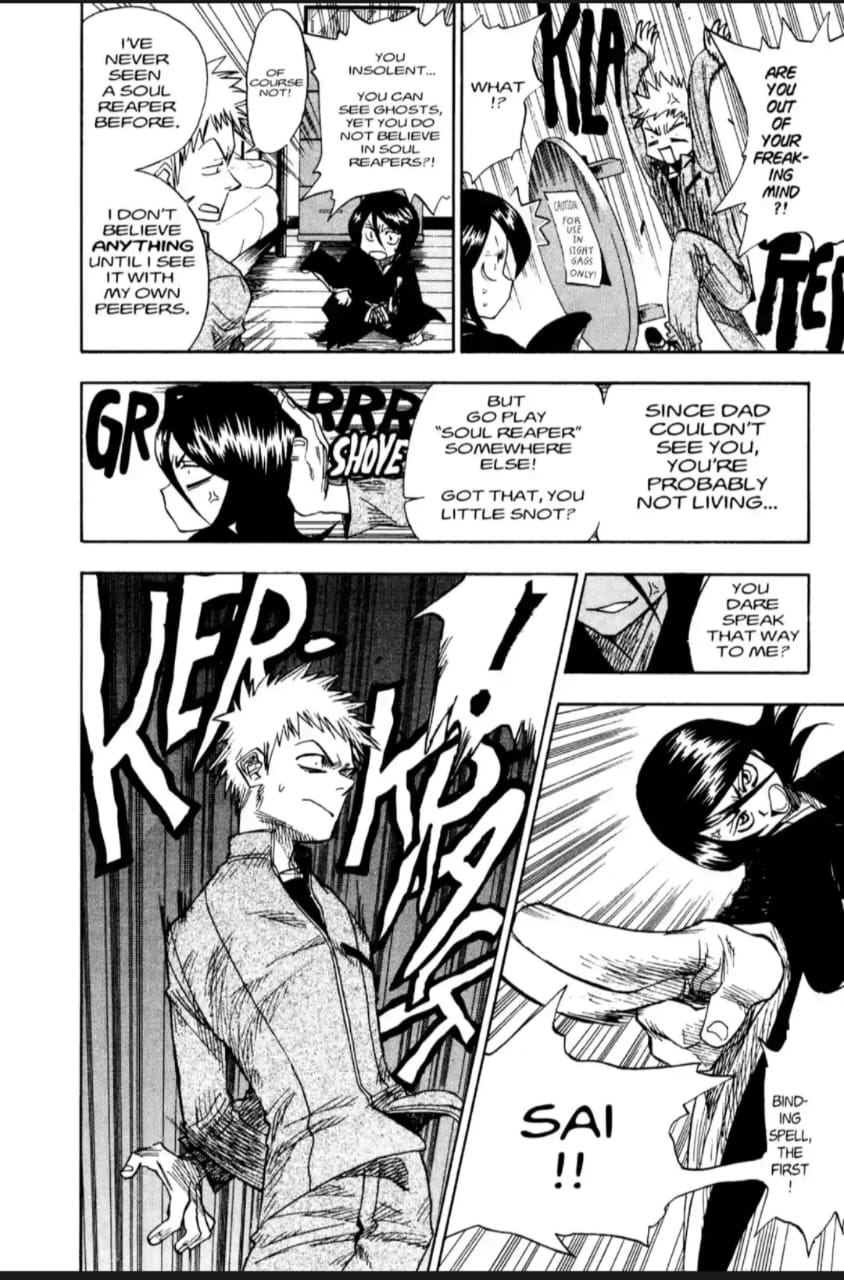 ARE
YOU
OUT
OF
YOUR
FREAK-
ING
MIND
?!
KLA
TTER
WHAT
!?
CAUTION:
FOR
USE
IN
SIGHT
GAGS
ONLY!
YOU
INSOLENT...
YOU CAN
SEE GHOSTS,
YET YOU DO
NOT BELIEVE
IN SOUL
REAPERS?!
OF
COURSE
NOT!
I'VE
NEVER
SEEN
A SOUL
REAPER
BEFORE.
I DON'T
BELIEVE
ANYTHING
UNTIL I SEE
IT WITH
MY OWN
PEEPERS.
SINCE DAD
COULDN'T
SEE YOU,
YOU'RE
PROBABLY
NOT LIVING...
BUT
GO PLAY
"SOUL REAPER"
SOMEWHERE
ELSE!
GOT THAT, YOU
LITTLE SNOT?
GRRRRR
SHOVE
YOU
DARE
SPEAK
THAT WAY
TO ME?
BIND-
ING
SPELL,
THE
FIRST
!
SAI
!!
!
KER-
KRACK